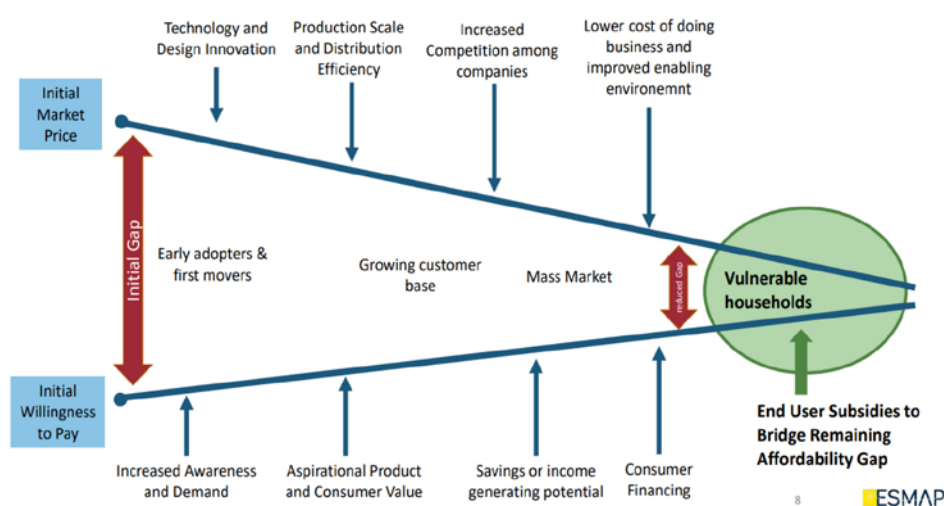 Technology and
Design Innovation
Production Scale
and Distribution
Efficiency
Increased
Competition among
companies
Lower cost of doing
business and
improved enabling
environemnt
Initial
Market
Price
Initial Gap
Early adopters &
first movers
Growing customer
base
Mass Market
reduced Gap
Vulnerable
households
Initial
Willingness
to Pay
Increased Awareness
and Demand
Aspirational Product
and Consumer Value
Savings or income
generating potential
Consumer
Financing
End User Subsidies to
Bridge Remaining
Affordability Gap
8
ESMAP